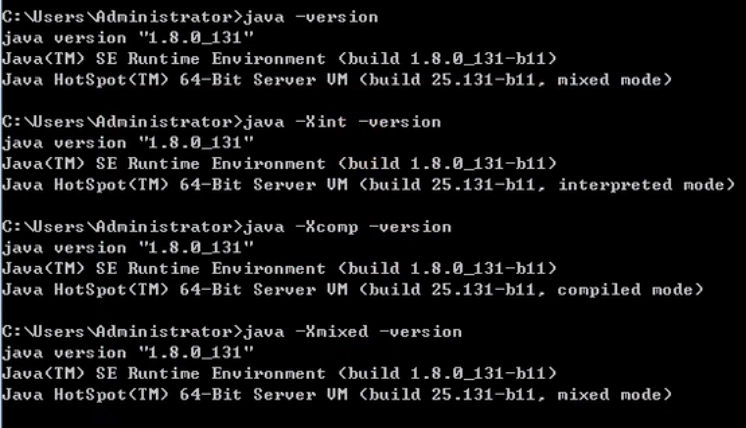 C:\Users\Administrator>java -version
java version "1.8.0_131"
Java(TM) SE Runtime Environment (build 1.8.0_131-b11)
Java HotSpot(TM) 64-Bit Server VM (build 25.131-b11, mixed mode)
C:\Users\Administrator>java -Xint -version
java version "1.8.0_131"
Java(TM) SE Runtime Environment (build 1.8.0_131-b11)
Java HotSpot(TM) 64-Bit Server VM (build 25.131-b11, interpreted mode)
C:\Users\Administrator>java -Xcomp -version
java version "1.8.0_131"
Java(TM) SE Runtime Environment (build 1.8.0_131-b11)
Java HotSpot(TM) 64-Bit Server VM (build 25.131-b11, compiled mode)
C:\Users\Administrator>java -Xmixed -version
java version "1.8.0_131"
Java(TM) SE Runtime Environment (build 1.8.0_131-b11)
Java HotSpot(TM) 64-Bit Server VM (build 25.131-b11, mixed mode)